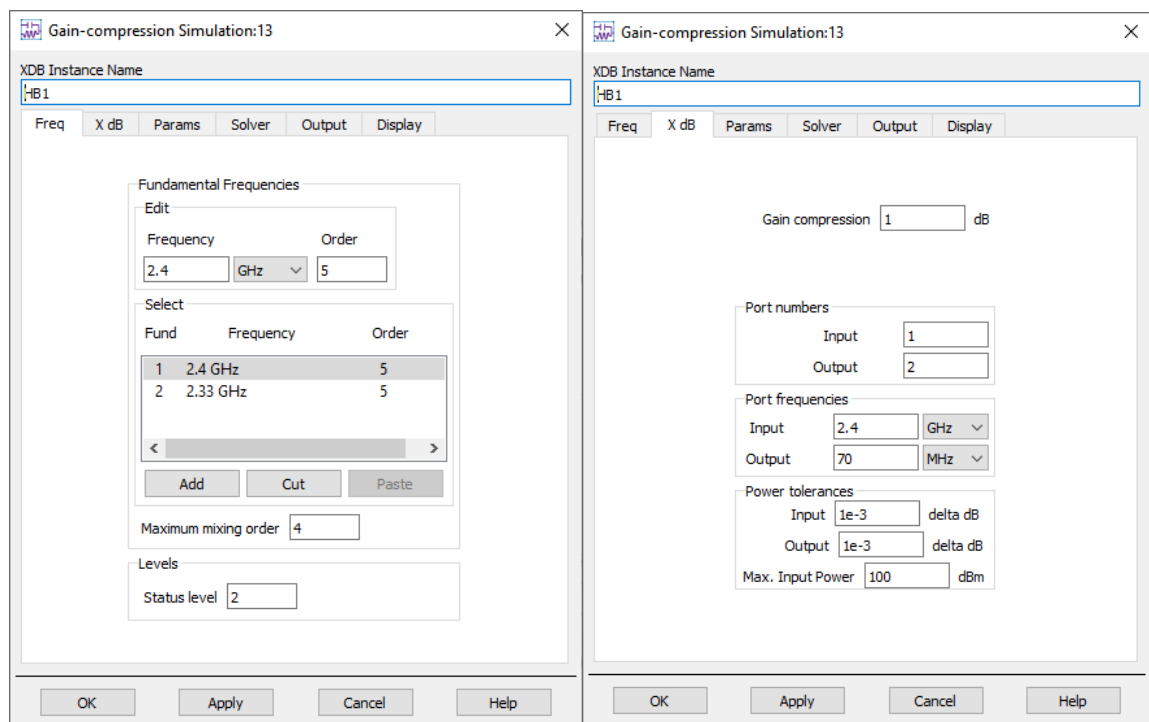 Gain-compression Simulation:13
XDB Instance Name
HB1
Freq X dB Params Solver Output Display
Fundamental Frequencies
Edit
Frequency Order
2.4 GHz 5
Select
Fund Frequency Order
1 2.4 GHz 5
2 2.33 GHz 5
Add Cut Paste
Maximum mixing order 4
Levels
Status level 2
OK Apply Cancel Help
Gain-compression Simulation:13
XDB Instance Name
HB1
Freq X dB Params Solver Output Display
Gain compression 1 dB
Port numbers
Input 1
Output 2
Port frequencies
Input 2.4 GHz
Output 70 MHz
Power tolerances
Input 1e-3 delta dB
Output 1e-3 delta dB
Max. Input Power 100 dBm
OK Apply Cancel Help